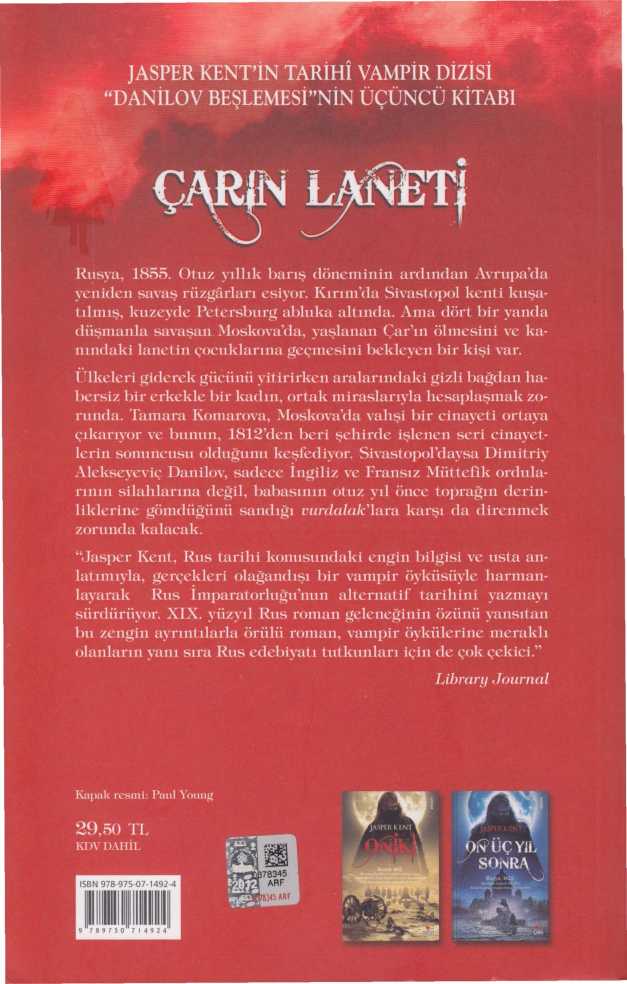 JASPER KENT'İN TARİHÎ VAMPİR DİZİSİ
“DANİLOV BEŞLEMESİ”NİN ÜÇÜNCÜ KİTABI
ÇARIN LANETİ
Rusya, 1855. Otuz yıllık barış döneminin ardından Avrupa'da
yeniden savaş rüzgârları esiyor. Kırım'da Sivastopol kenti kuşa-
tılmış, kuzeyde Petersburg abluka altında. Ama dört bir yanda
düşmanla savaşan Moskova'da, yaşlanan Çar'ın ölmesini ve ka-
nındaki lanetin çocuklarına geçmesini bekleyen bir kişi var.
Ülkeleri giderek gücünü yitirirken aralarındaki gizli bağdan ha-
bersiz bir erkekle bir kadın, ortak miraslarıyla hesaplaşmak zo-
runda. Tamara Komarova, Moskova'da vahşi bir cinayeti ortaya
çıkarıyor ve bunun, 1812'den beri şehirde işlenen seri cinayet-
lerin sonuncusu olduğunu keşfediyor. Sivastopol'daysa Dimitriy
Alekseyeviç Danilov, sadece İngiliz ve Fransız Müttefik ordula-
rının silahlarına değil, babasının otuz yıl önce toprağın derin-
liklerine gömdüğünü sandığı vurdalak'lara karşı da direnmek
zorunda kalacak.
“Jasper Kent, Rus tarihi konusundaki engin bilgisi ve usta an-
latımıyla, gerçekleri olağandışı bir vampir öyküsüyle harman-
layarak Rus İmparatorluğu'nun alternatif tarihini yazmayı
sürdürüyor. XIX. yüzyıl Rus roman geleneğinin özünü yansıtan
bu zengin ayrıntılarla örülü roman, vampir öykülerine meraklı
olanların yanı sıra Rus edebiyatı tutkunları için de çok çekici.”
Library Journal
Kapak resmi: Paul Young
29,50 TL
KDV DAHİL
JASPER KENT
ONİKİ
JASPER KENT
ON ÜÇ YIL
SONRA
2012
878345
ARF
878345 ARF
ISBN 978-975-07-1492-4
9 789750 714924